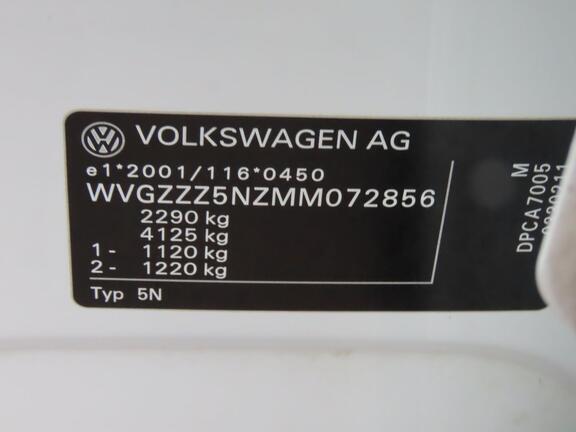 VOLKSWAGEN AG
e1*2001/116*0450
WVGZZZ5NZMM072856
2290 kg
4125 kg
1- 1120 kg
2- 1220 kg
Typ 5N
M
DPCA7005